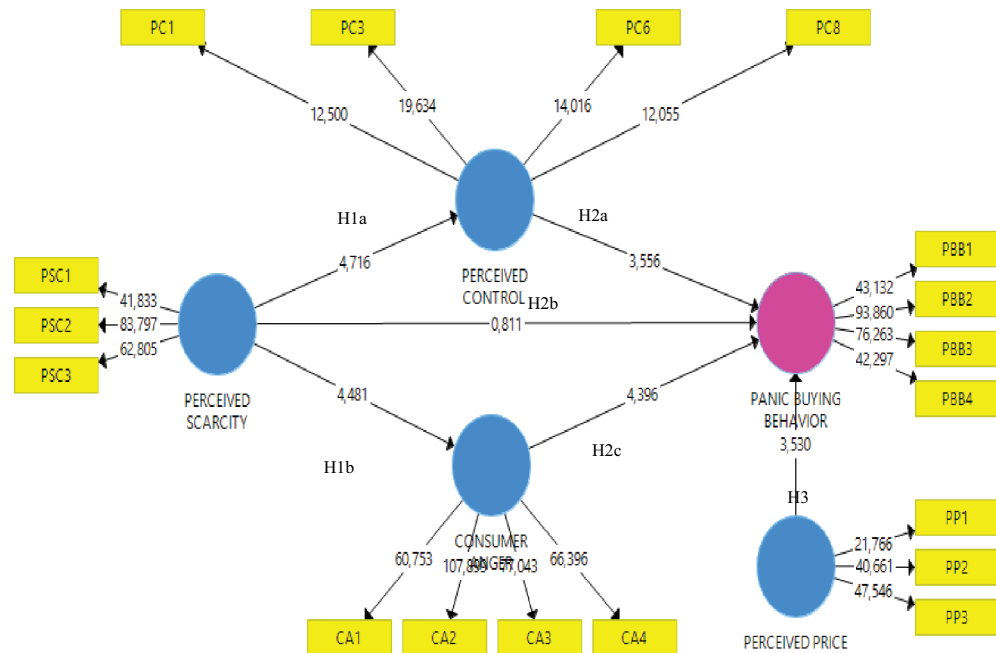 PC1
PC3
PC6
PC8
12,500
19,634
14,016
12,055
H1a
H2a
4,716
3,556
PERCEIVED
CONTROL
PSC1
PSC2
PSC3
41,833
83,797
62,805
H2b
0,811
PBB1
PBB2
PBB3
PBB4
43,132
93,860
76,263
42,297
PERCEIVED
SCARCITY
PANIC BUYING
BEHAVIOR
4,481
4,396
3,530
H1b
H2c
H3
CONSUMER
ANGER
60,753
77,043
66,396
CA1
CA2
CA3
CA4
21,766
40,661
47,546
PP1
PP2
PP3
PERCEIVED PRICE